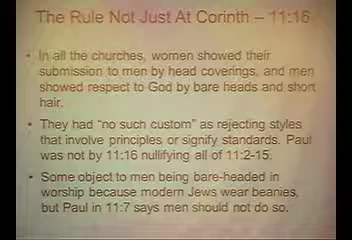 The Rule Not Just At Corinth – 11:16
• In all the churches, women showed their
submission to men by head coverings, and men
showed respect to God by bare heads and short
hair.
• They had "no such custom" as rejecting styles
that involve principles or signify standards. Paul
was not by 11:16 nullifying all of 11:2-15.
• Some object to men being bare-headed in
worship because modern Jews wear beanies,
but Paul in 11:7 says men should not do so.